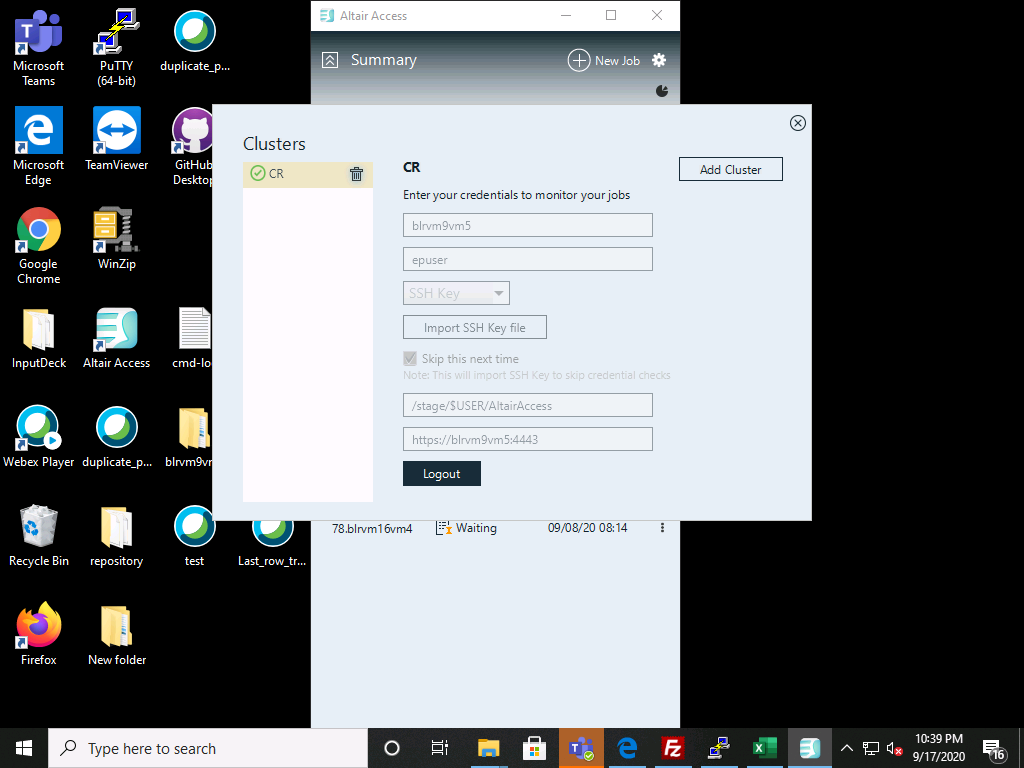 Microsoft
Teams
PuTTY
(64-bit)
duplicate_p...
Microsoft
Edge
TeamViewer
GitHub
Desktop
Google
Chrome
WinZip
InputDeck
Altair Access
cmd-lo
Webex Player
duplicate_p...
blrvm9vm
Recycle Bin
repository
test
Last_row_tr...
Firefox
New folder
Altair Access
Summary
New Job
Clusters
CR
CR
Add Cluster
Enter your credentials to monitor your jobs
blrvm9vm5
epuser
SSH Key
Import SSH Key file
Skip this next time
Note: This will import SSH Key to skip credential checks
/stage/$USER/AltairAccess
https://blrvm9vm5:4443
Logout
78.blrvm16vm4
Waiting
09/08/20 08:14
Type here to search
10:39 PM
9/17/2020
16